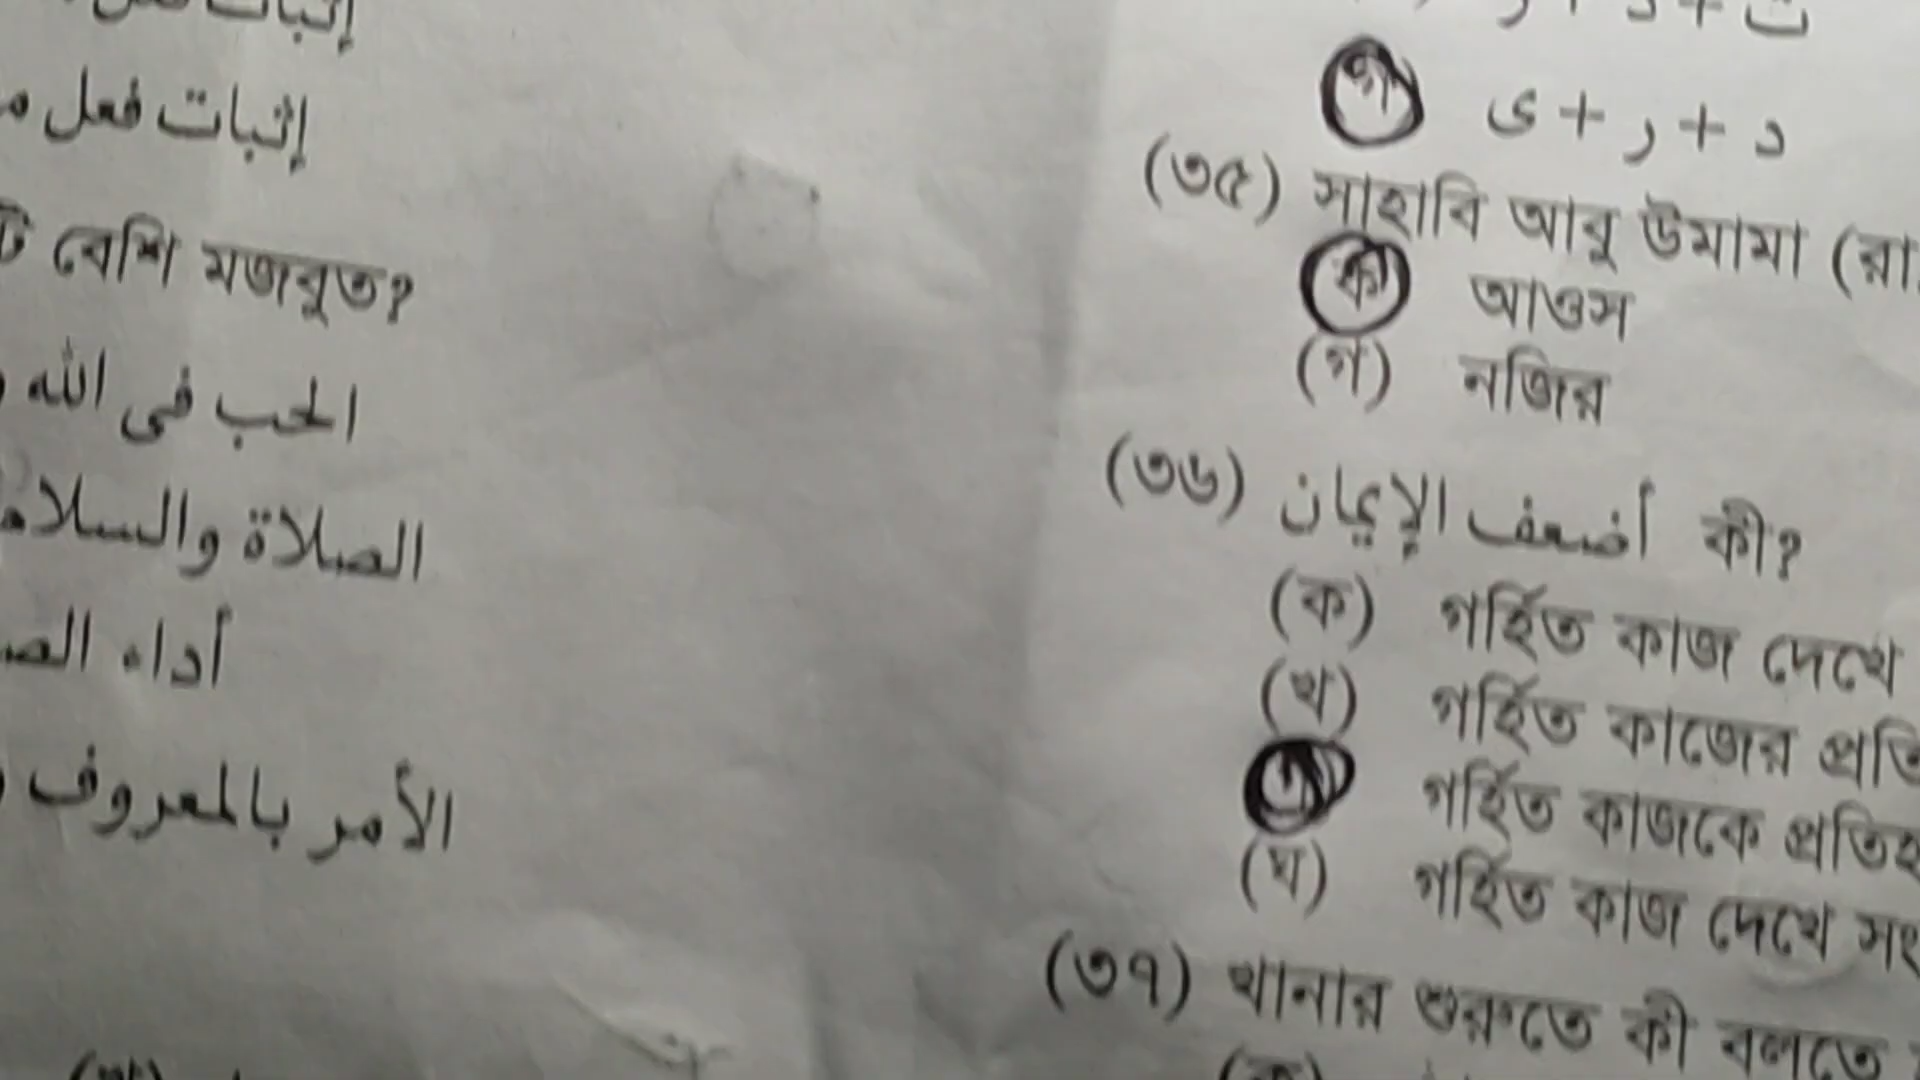 إثبات فعل
ٹি বেশি মজবুত?
الحب فى الله
الصلاة والسلا
أداء الص
الأمر بالمعروف
(গ) د + ر + ى
(৩৫) সাহাবি আবু উমামা (রা
(ক) আওস
(গ) নজির
(৩৬) أضعف الإيمان কী?
(ক) গর্হিত কাজ দেখে
(খ) গর্হিত কাজের প্রতি
(গ) গর্হিত কাজকে প্রতিহ
(ঘ) গর্হিত কাজ দেখে সং
(৩৭) খানার শুরুতে কী বলতে